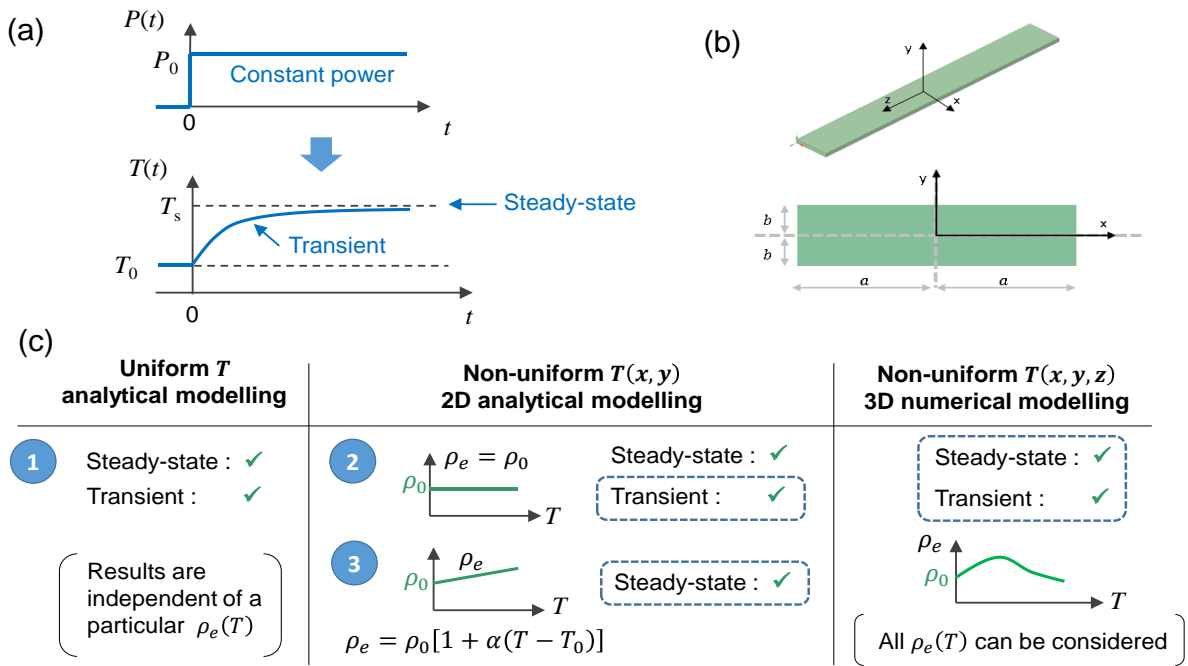 (a)
P(t)
P₀
Constant power
0
t
T(t)
Tₛ
Steady-state
Transient
T₀
0
t
(b)
y
z
x
y
x
b
b
a
a
(c)
Uniform T
analytical modelling
Non-uniform T(x, y)
2D analytical modelling
Non-uniform T(x, y, z)
3D numerical modelling
1
Steady-state : ✓
Transient : ✓
Results are
independent of a
particular ρₑ(T)
2
ρₑ = ρ₀
ρ₀
T
Steady-state : ✓
Transient : ✓
3
ρₑ
ρ₀
T
Steady-state : ✓
ρₑ = ρ₀[1 + α(T − T₀)]
Steady-state : ✓
Transient : ✓
ρₑ
ρ₀
T
All ρₑ(T) can be considered